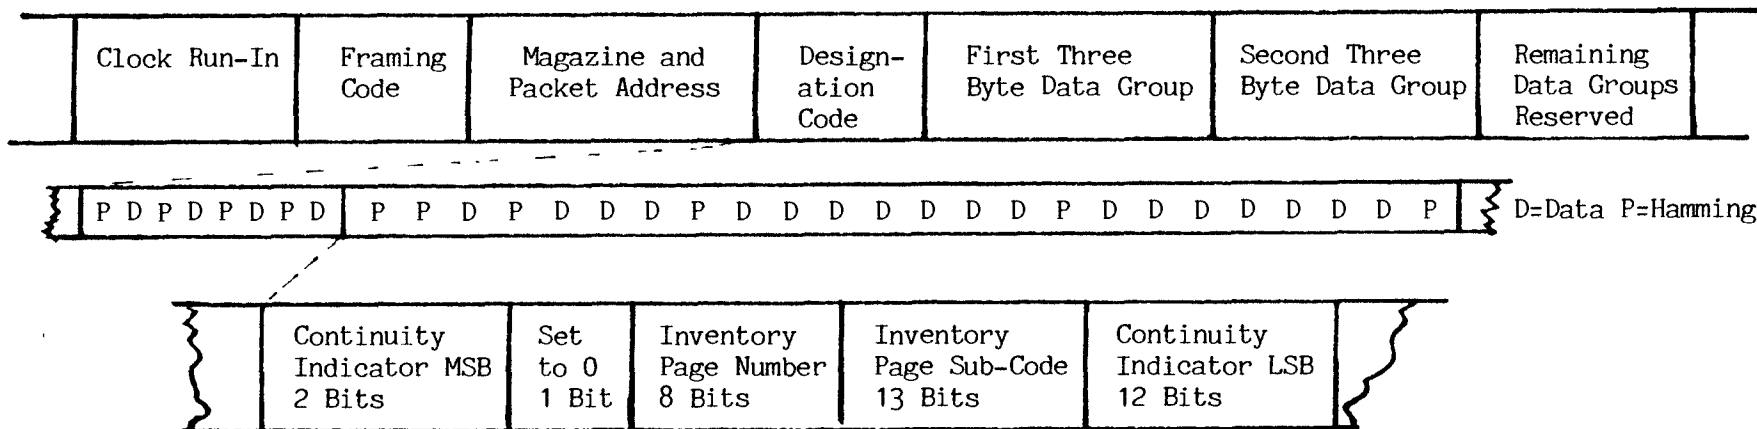 Clock Run-In
Framing
Code
Magazine and
Packet Address
Design-
ation
Code
First Three
Byte Data Group
Second Three
Byte Data Group
Remaining
Data Groups
Reserved
P D P D P D P D P P D P D D D P D D D D D D D P D D D D D D D P D=Data P=Hamming
Continuity
Indicator MSB
2 Bits
Set
to 0
1 Bit
Inventory
Page Number
8 Bits
Inventory
Page Sub-Code
13 Bits
Continuity
Indicator LSB
12 Bits